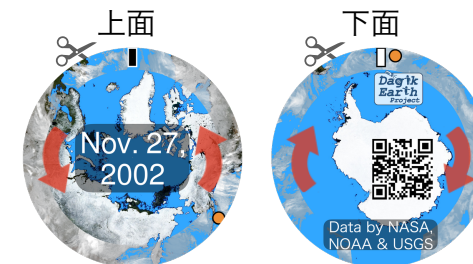 上面
下面
Nov. 27,
2002
Dagik
Earth
Project
Data by NASA,
NOAA & USGS